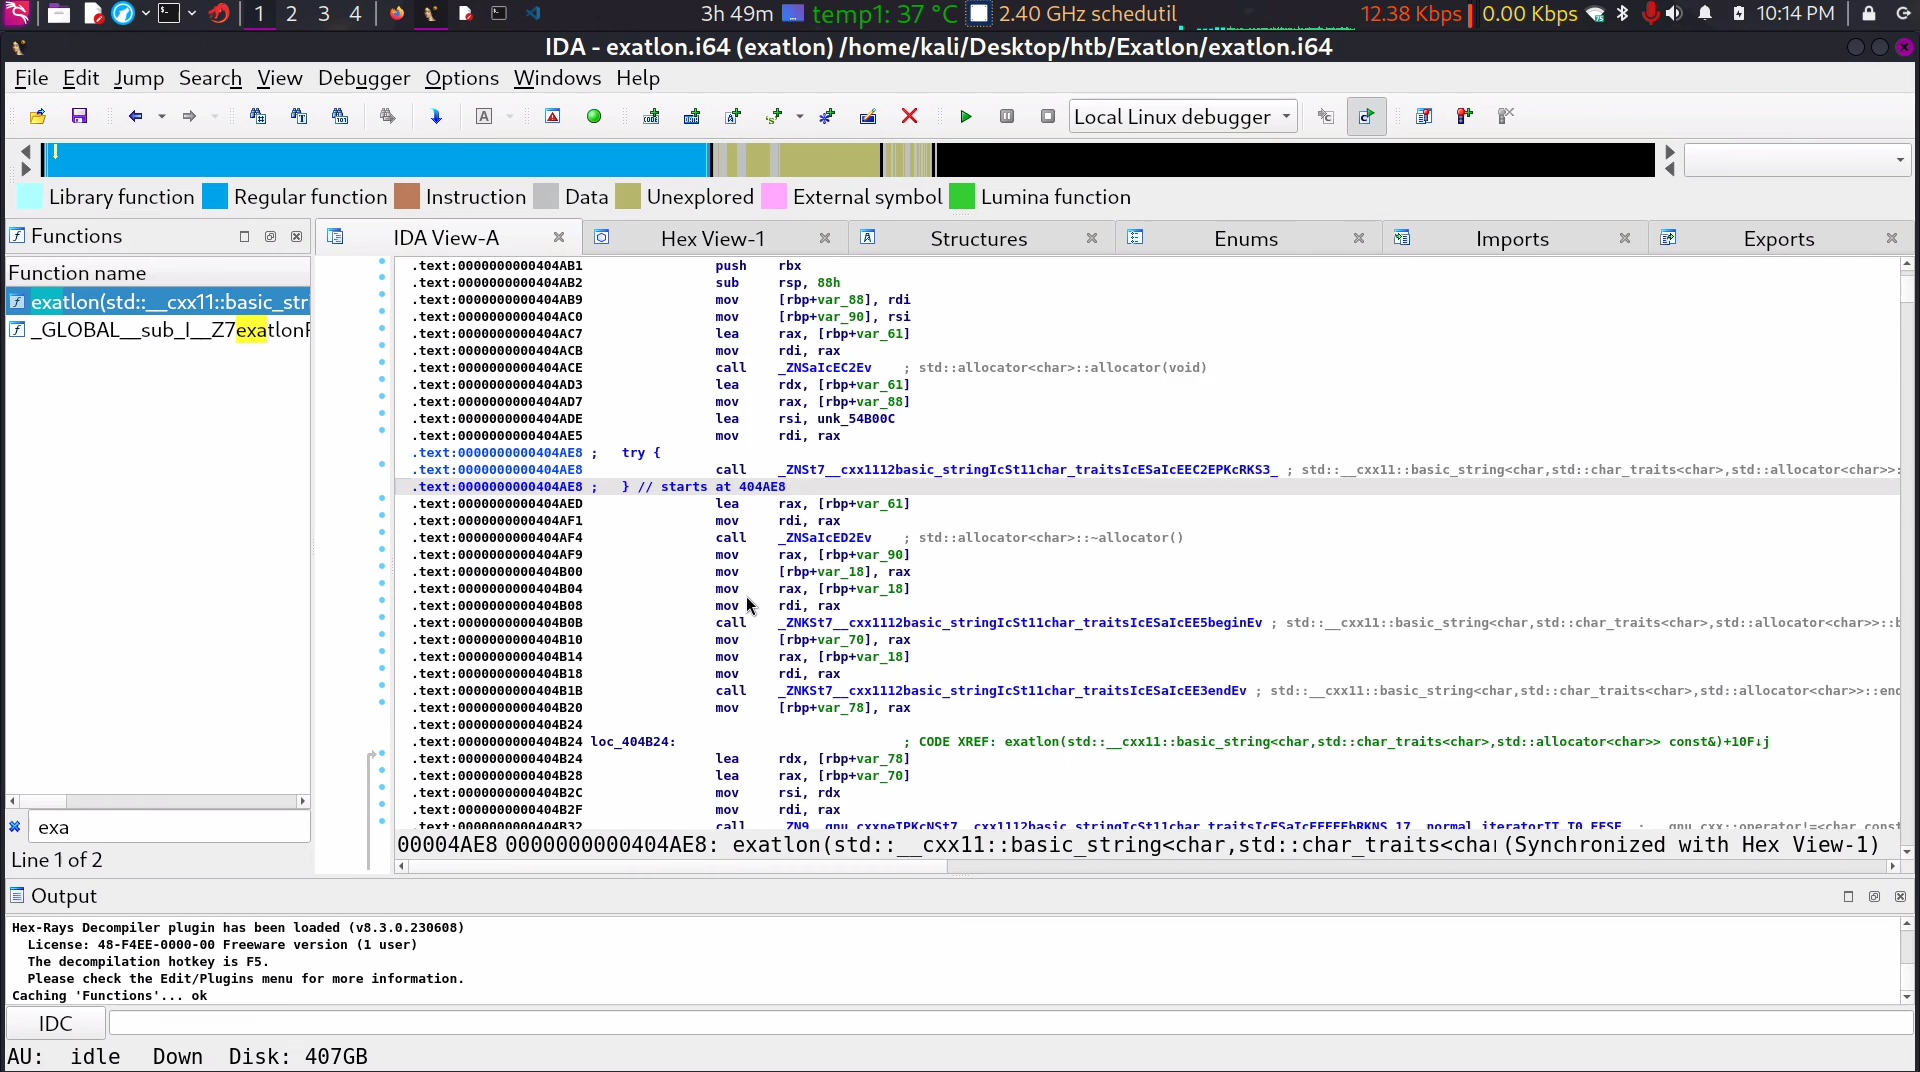 1 2 3 4 3h 49m temp1: 37 °C 2.40 GHz schedutil 12.38 Kbps 0.00 Kbps 10:14 PM
IDA - exatlon.i64 (exatlon) /home/kali/Desktop/htb/Exatlon/exatlon.i64
File Edit Jump Search View Debugger Options Windows Help
Local Linux debugger
Library function Regular function Instruction Data Unexplored External symbol Lumina function
Functions
IDA View-A Hex View-1 Structures Enums Imports Exports
Function name
exatlon(std::__cxx11::basic_str
_GLOBAL__sub_I__Z7exatlonR
.text:0000000000404AB1 push rbx
.text:0000000000404AB2 sub rsp, 88h
.text:0000000000404AB9 mov [rbp+var_88], rdi
.text:0000000000404AC0 mov [rbp+var_90], rsi
.text:0000000000404AC7 lea rax, [rbp+var_61]
.text:0000000000404ACB mov rdi, rax
.text:0000000000404ACE call _ZNSaIcEC2Ev ; std::allocator<char>::allocator(void)
.text:0000000000404AD3 lea rdx, [rbp+var_61]
.text:0000000000404AD7 mov rax, [rbp+var_88]
.text:0000000000404ADE lea rsi, unk_54B00C
.text:0000000000404AE5 mov rdi, rax
.text:0000000000404AE8 ; try {
.text:0000000000404AE8 call _ZNSt7__cxx1112basic_stringIcSt11char_traitsIcESaIcEEC2EPKcRKS3_ ; std::__cxx11::basic_string<char,std::char_traits<char>,std::allocator<char>>:
.text:0000000000404AE8 ; } // starts at 404AE8
.text:0000000000404AED lea rax, [rbp+var_61]
.text:0000000000404AF1 mov rdi, rax
.text:0000000000404AF4 call _ZNSaIcED2Ev ; std::allocator<char>::~allocator()
.text:0000000000404AF9 mov rax, [rbp+var_90]
.text:0000000000404B00 mov [rbp+var_18], rax
.text:0000000000404B04 mov rax, [rbp+var_18]
.text:0000000000404B08 mov rdi, rax
.text:0000000000404B0B call _ZNKSt7__cxx1112basic_stringIcSt11char_traitsIcESaIcEE5beginEv ; std::__cxx11::basic_string<char,std::char_traits<char>,std::allocator<char>>::b
.text:0000000000404B10 mov [rbp+var_70], rax
.text:0000000000404B14 mov rax, [rbp+var_18]
.text:0000000000404B18 mov rdi, rax
.text:0000000000404B1B call _ZNKSt7__cxx1112basic_stringIcSt11char_traitsIcESaIcEE3endEv ; std::__cxx11::basic_string<char,std::char_traits<char>,std::allocator<char>>::end
.text:0000000000404B20 mov [rbp+var_78], rax
.text:0000000000404B24
.text:0000000000404B24 loc_404B24: ; CODE XREF: exatlon(std::__cxx11::basic_string<char,std::char_traits<char>,std::allocator<char>> const&)+10F↓j
.text:0000000000404B24 lea rdx, [rbp+var_78]
.text:0000000000404B28 lea rax, [rbp+var_70]
.text:0000000000404B2C mov rsi, rdx
.text:0000000000404B2F mov rdi, rax
.text:0000000000404B32 call
00004AE8 0000000000404AE8: exatlon(std::__cxx11::basic_string<char,std::char_traits<cha (Synchronized with Hex View-1)
exa
Line 1 of 2
Output
Hex-Rays Decompiler plugin has been loaded (v8.3.0.230608)
License: 48-F4EE-0000-00 Freeware version (1 user)
The decompilation hotkey is F5.
Please check the Edit/Plugins menu for more information.
Caching 'Functions'... ok
IDC
AU: idle Down Disk: 407GB